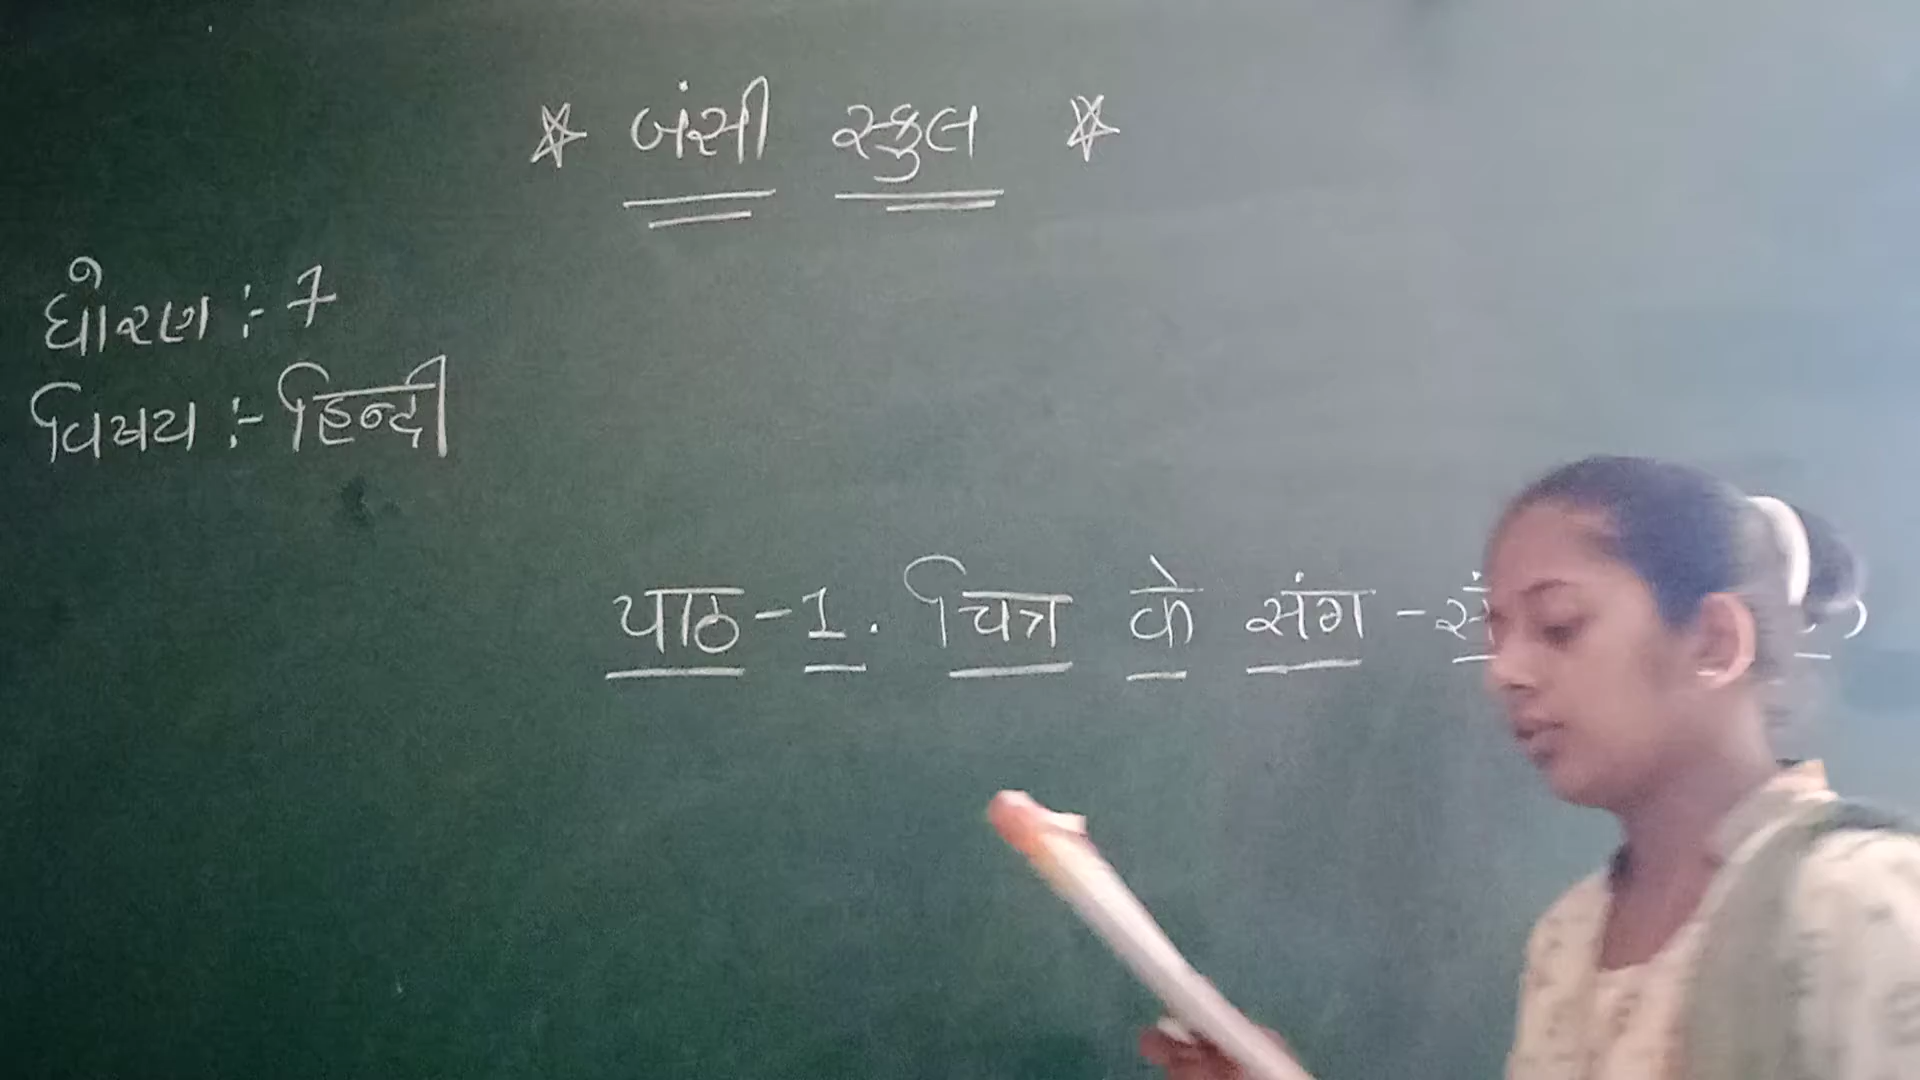 ☆ બંસી સ્કુલ ☆
ધોરણ :- 7
વિષય :- हिन्दी
पाठ - 1. चित्र के संग -